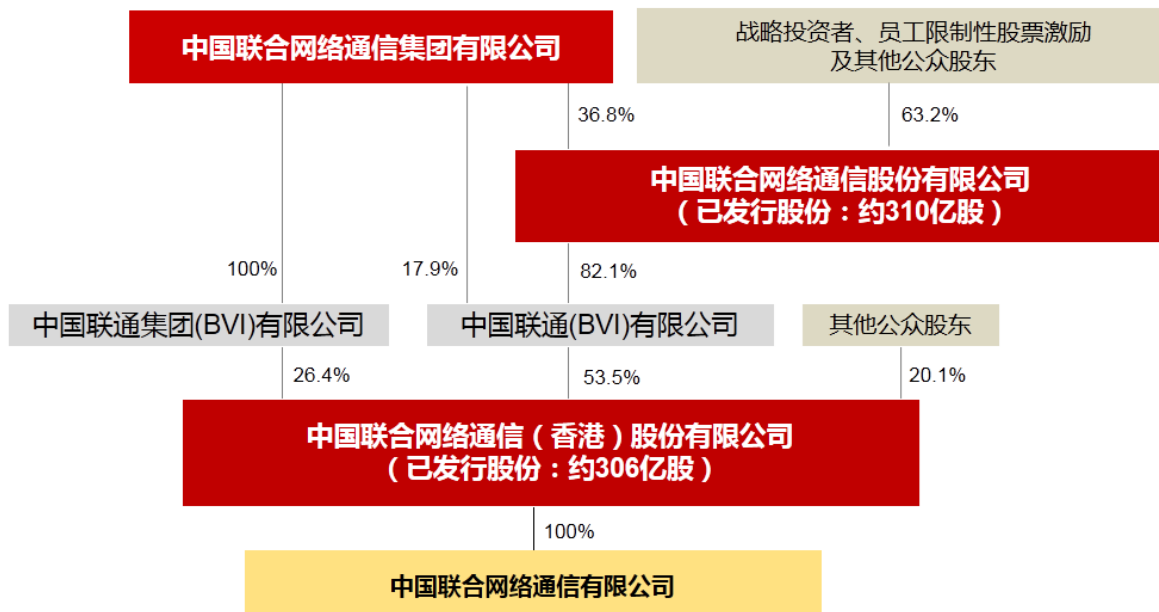 中国联合网络通信集团有限公司
战略投资者、员工限制性股票激励
及其他公众股东
36.8%
63.2%
中国联合网络通信股份有限公司
（已发行股份：约310亿股）
100%
17.9%
82.1%
中国联通集团(BVI)有限公司
中国联通(BVI)有限公司
其他公众股东
26.4%
53.5%
20.1%
中国联合网络通信（香港）股份有限公司
（已发行股份：约306亿股）
100%
中国联合网络通信有限公司